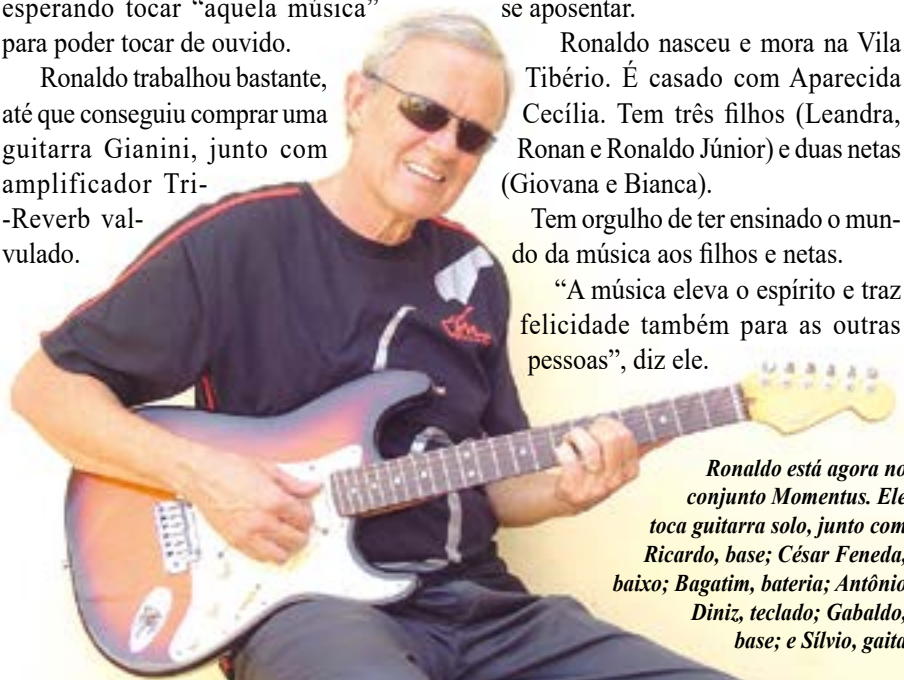 esperando tocar “aquela música”
para poder tocar de ouvido.
Ronaldo trabalhou bastante,
até que conseguiu comprar uma
guitarra Gianini, junto com
amplificador Tri-
-Reverb val-
vulado.
se aposentar.
Ronaldo nasceu e mora na Vila
Tibério. É casado com Aparecida
Cecília. Tem três filhos (Leandra,
Ronan e Ronaldo Júnior) e duas netas
(Giovana e Bianca).
Tem orgulho de ter ensinado o mun-
do da música aos filhos e netas.
“A música eleva o espírito e traz
felicidade também para as outras
pessoas”, diz ele.
Ronaldo está agora no
conjunto Momentus. Ele
toca guitarra solo, junto com
Ricardo, base; César Feneda,
baixo; Bagatim, bateria; Antônio
Diniz, teclado; Gabaldo,
base; e Sílvio, gaita